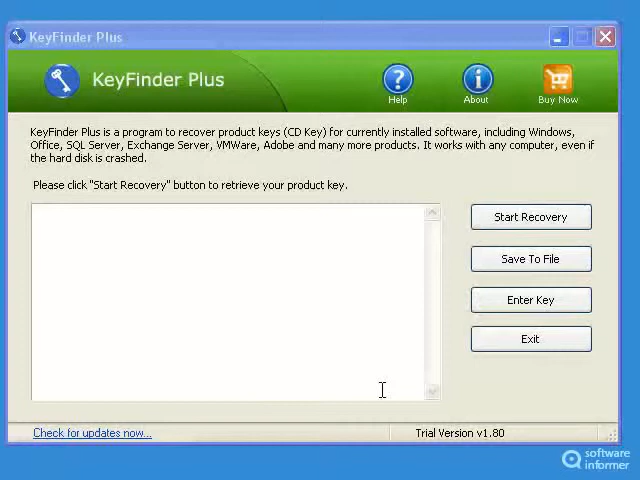 KeyFinder Plus
KeyFinder Plus
Help
About
Buy Now
KeyFinder Plus is a program to recover product keys (CD Key) for currently installed software, including Windows,
Office, SQL Server, Exchange Server, VMWare, Adobe and many more products. It works with any computer, even if
the hard disk is crashed.
Please click "Start Recovery" button to retrieve your product key.
Start Recovery
Save To File
Enter Key
Exit
Check for updates now...
Trial Version v1.80
software
informer